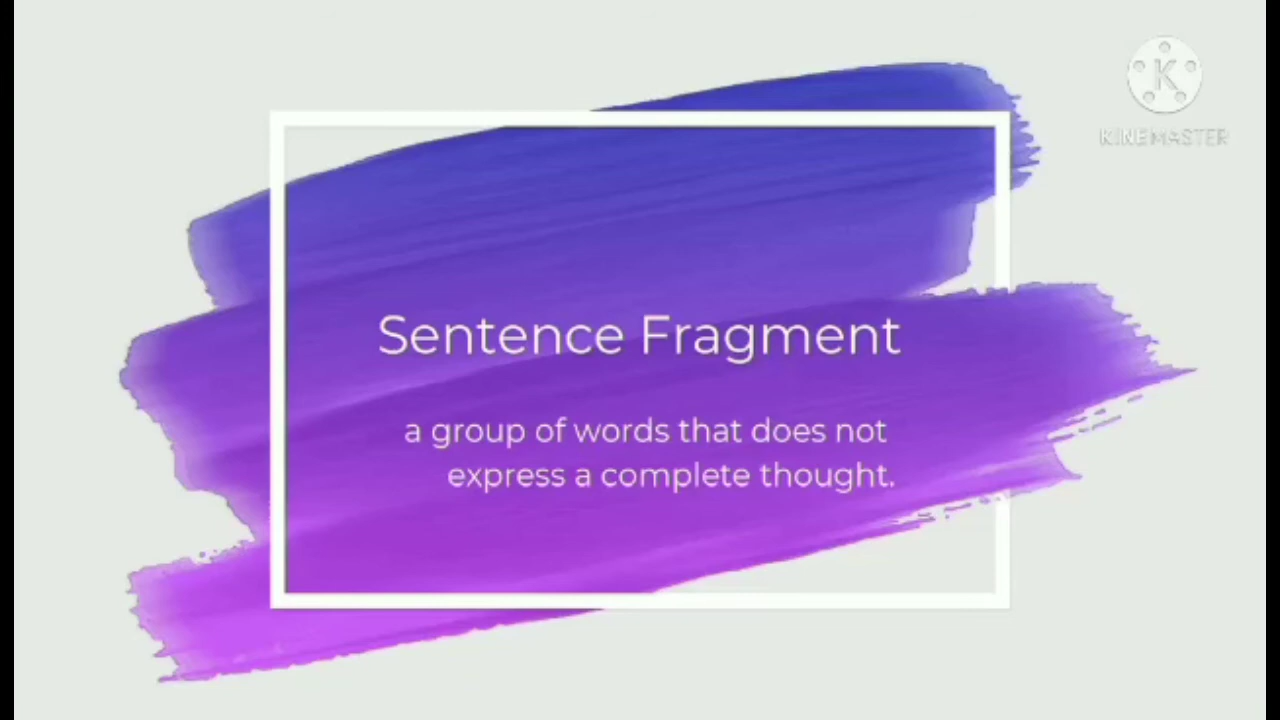 K
KINEMASTER
Sentence Fragment
a group of words that does not
express a complete thought.